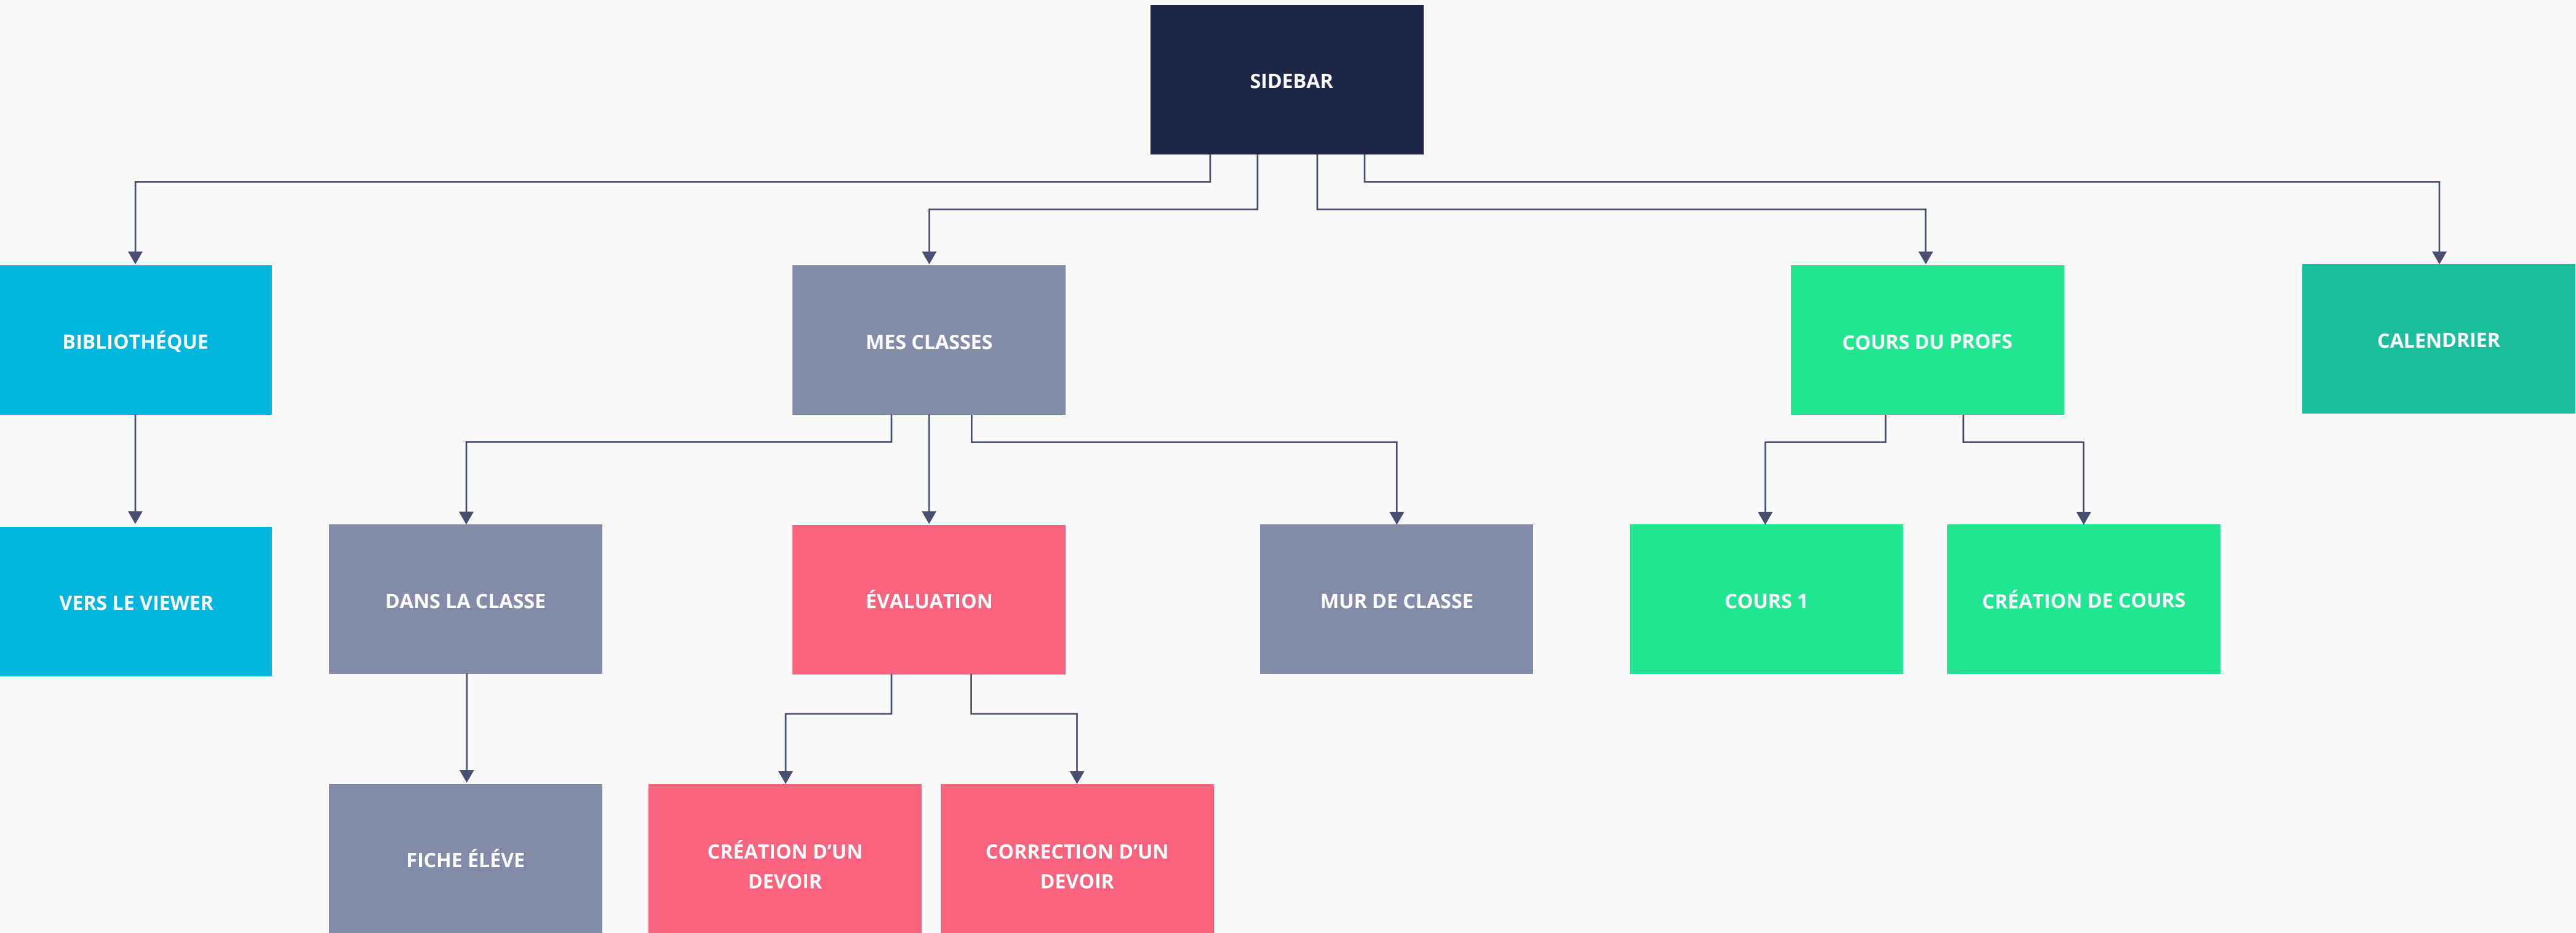 SIDEBAR
BIBLIOTHÉQUE
MES CLASSES
COURS DU PROFS
CALENDRIER
VERS LE VIEWER
DANS LA CLASSE
ÉVALUATION
MUR DE CLASSE
COURS 1
CRÉATION DE COURS
FICHE ÉLÉVE
CRÉATION D’UN
DEVOIR
CORRECTION D’UN
DEVOIR